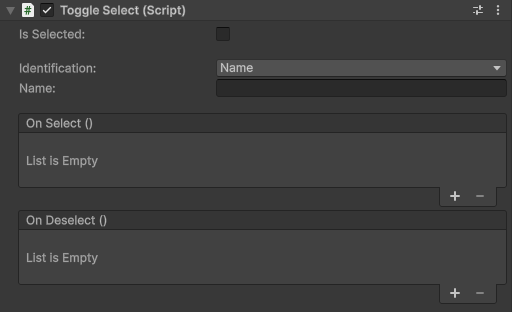 Toggle Select (Script)
Is Selected:
Identification: Name
Name:
On Select ()
List is Empty
+ −
On Deselect ()
List is Empty
+ −